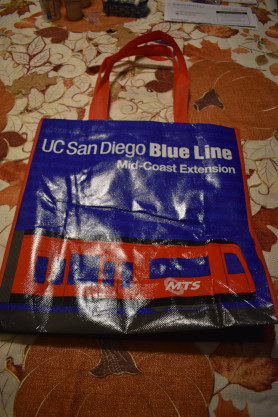 UC San Diego Blue Line
Mid-Coast Extension
MTS